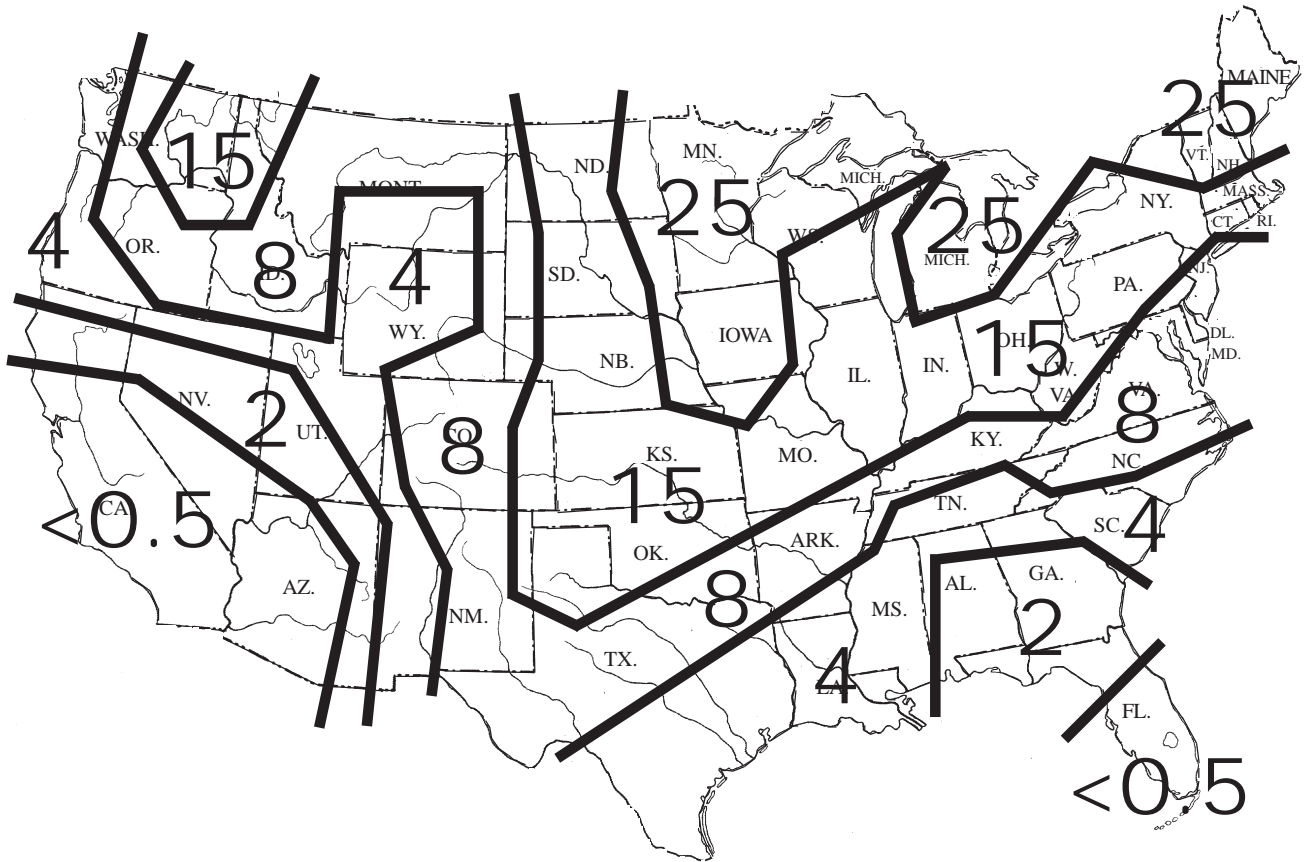 MAINE
25
WASH.
15
VT.
NH.
MN.
ND.
MICH.
MONT.
MASS.
NY.
25
25
CT.
RI.
4
OR.
WS.
8
ID.
MICH.
4
SD.
NJ.
PA.
WY.
IOWA
OH.
15
DL.
MD.
NB.
IN.
W.
VA.
IL.
VA.
NV.
2
UT.
8
CO.
8
KY.
KS.
MO.
NC.
15
TN.
CA.
<0.5
SC.
4
ARK.
OK.
AZ.
GA.
AL.
8
MS.
NM.
2
TX.
4
LA.
FL.
<0.5